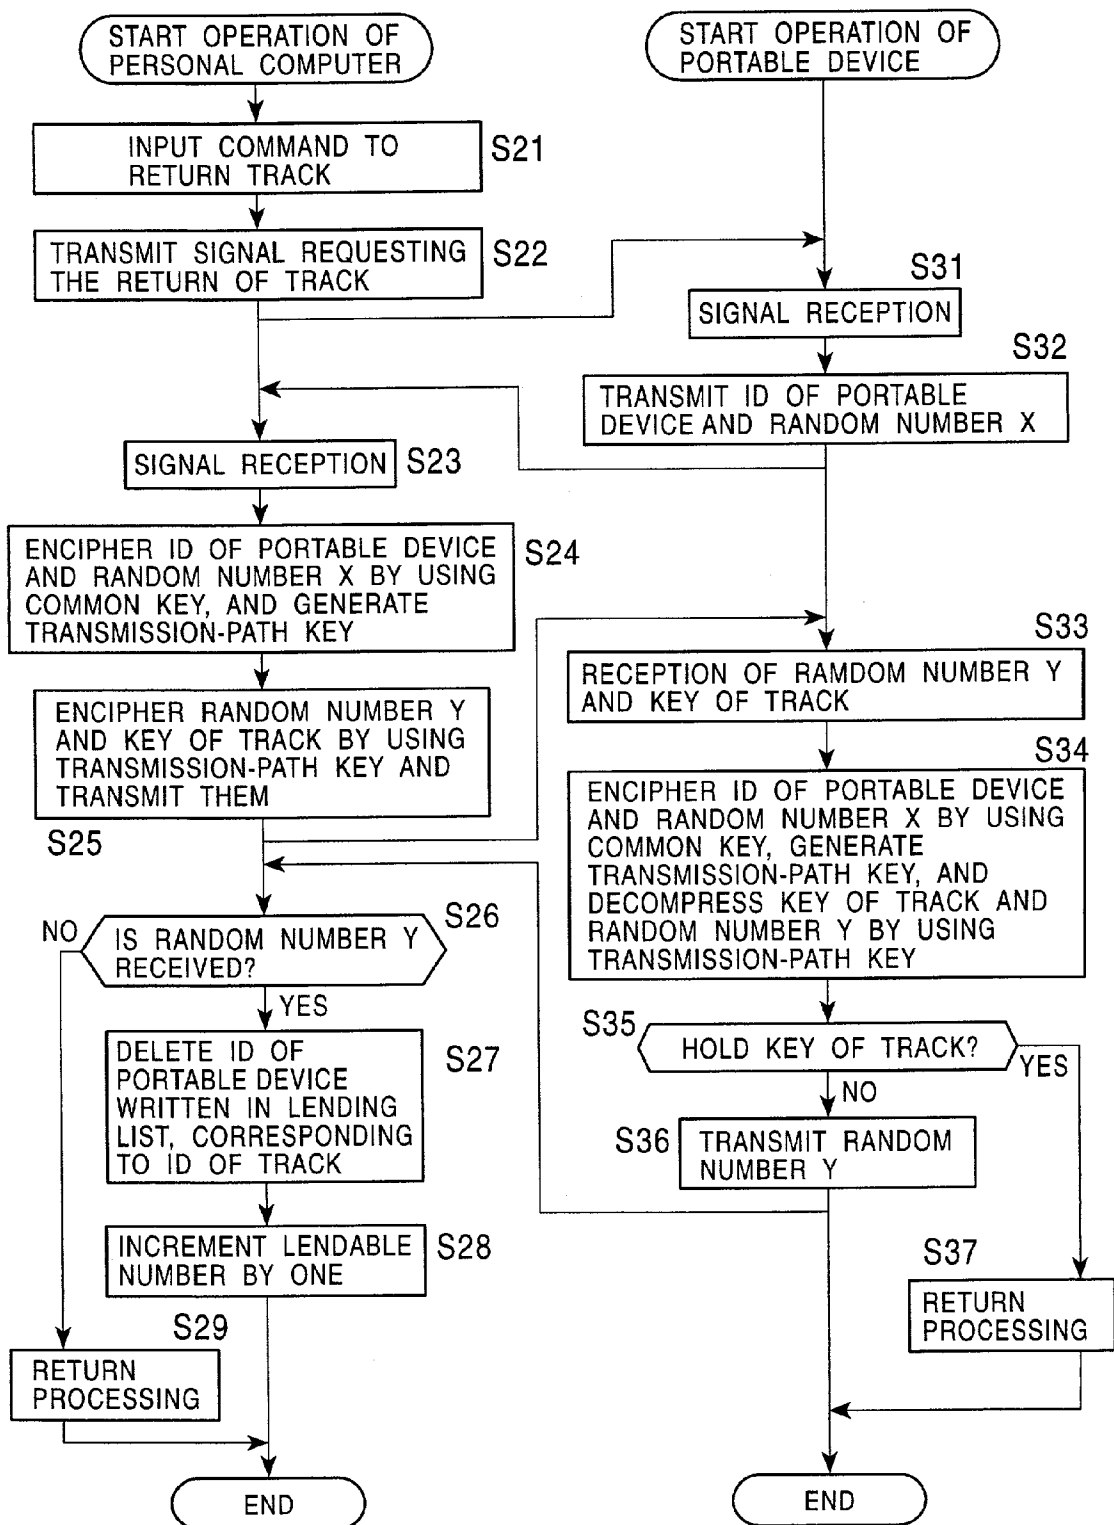 START OPERATION OF
PERSONAL COMPUTER
INPUT COMMAND TO
RETURN TRACK
S21
TRANSMIT SIGNAL REQUESTING
THE RETURN OF TRACK
S22
SIGNAL RECEPTION
S23
ENCIPHER ID OF PORTABLE DEVICE
AND RANDOM NUMBER X BY USING
COMMON KEY, AND GENERATE
TRANSMISSION-PATH KEY
S24
ENCIPHER RANDOM NUMBER Y
AND KEY OF TRACK BY USING
TRANSMISSION-PATH KEY AND
TRANSMIT THEM
S25
IS RANDOM NUMBER Y
RECEIVED?
S26
NO
YES
DELETE ID OF
PORTABLE DEVICE
WRITTEN IN LENDING
LIST, CORRESPONDING
TO ID OF TRACK
S27
INCREMENT LENDABLE
NUMBER BY ONE
S28
S29
RETURN
PROCESSING
END
START OPERATION OF
PORTABLE DEVICE
S31
SIGNAL RECEPTION
S32
TRANSMIT ID OF PORTABLE
DEVICE AND RANDOM NUMBER X
S33
RECEPTION OF RAMDOM NUMBER Y
AND KEY OF TRACK
S34
ENCIPHER ID OF PORTABLE DEVICE
AND RANDOM NUMBER X BY USING
COMMON KEY, GENERATE
TRANSMISSION-PATH KEY, AND
DECOMPRESS KEY OF TRACK AND
RANDOM NUMBER Y BY USING
TRANSMISSION-PATH KEY
S35
HOLD KEY OF TRACK?
YES
NO
S36
TRANSMIT RANDOM
NUMBER Y
S37
RETURN
PROCESSING
END